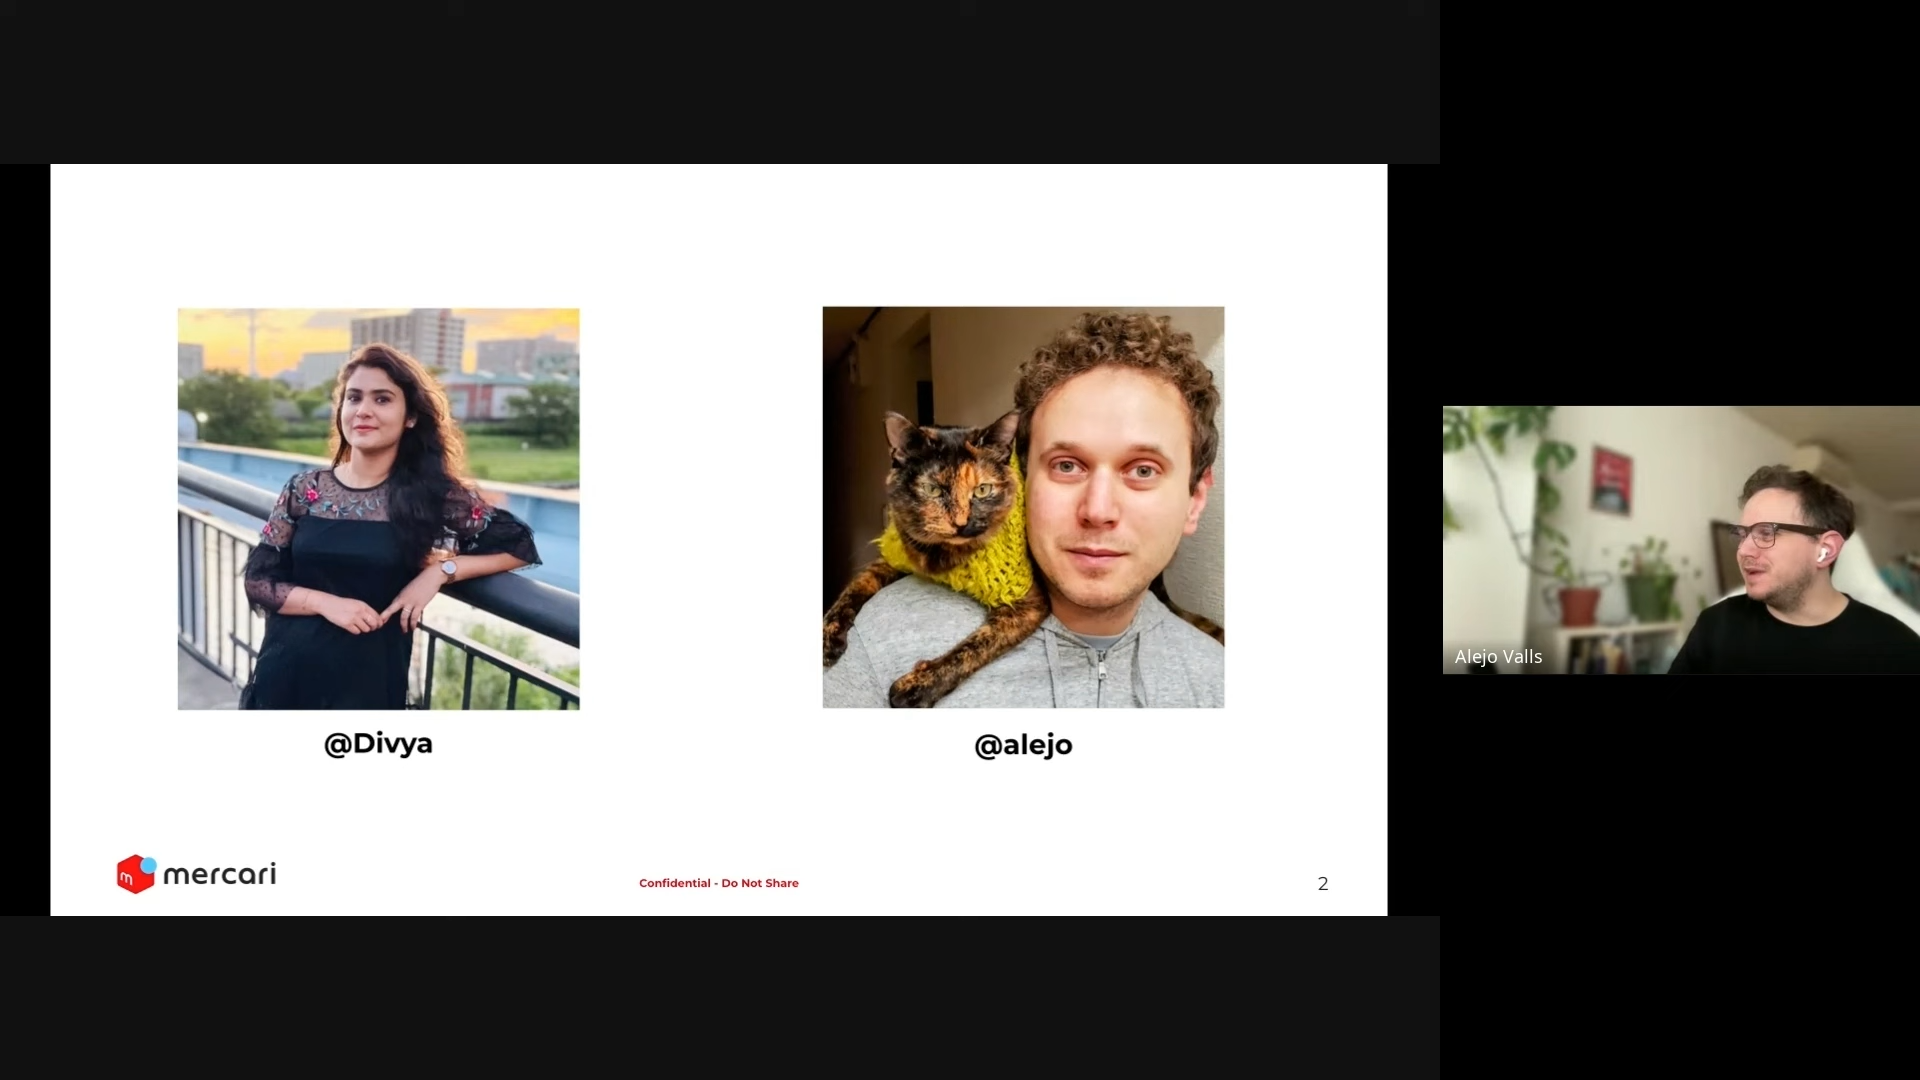 @Divya
@alejo
m
mercari
Confidential - Do Not Share
2
Alejo Valls